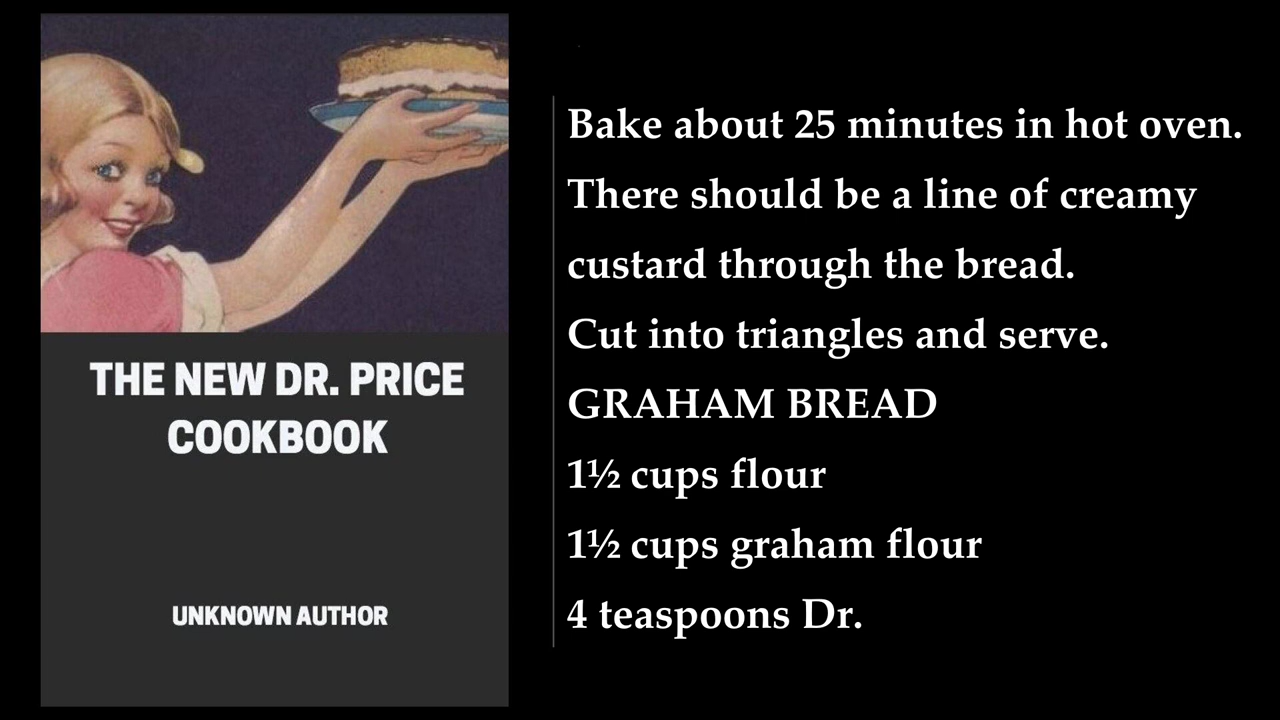 THE NEW DR. PRICE
COOKBOOK
UNKNOWN AUTHOR
Bake about 25 minutes in hot oven.
There should be a line of creamy
custard through the bread.
Cut into triangles and serve.
GRAHAM BREAD
1½ cups flour
1½ cups graham flour
4 teaspoons Dr.